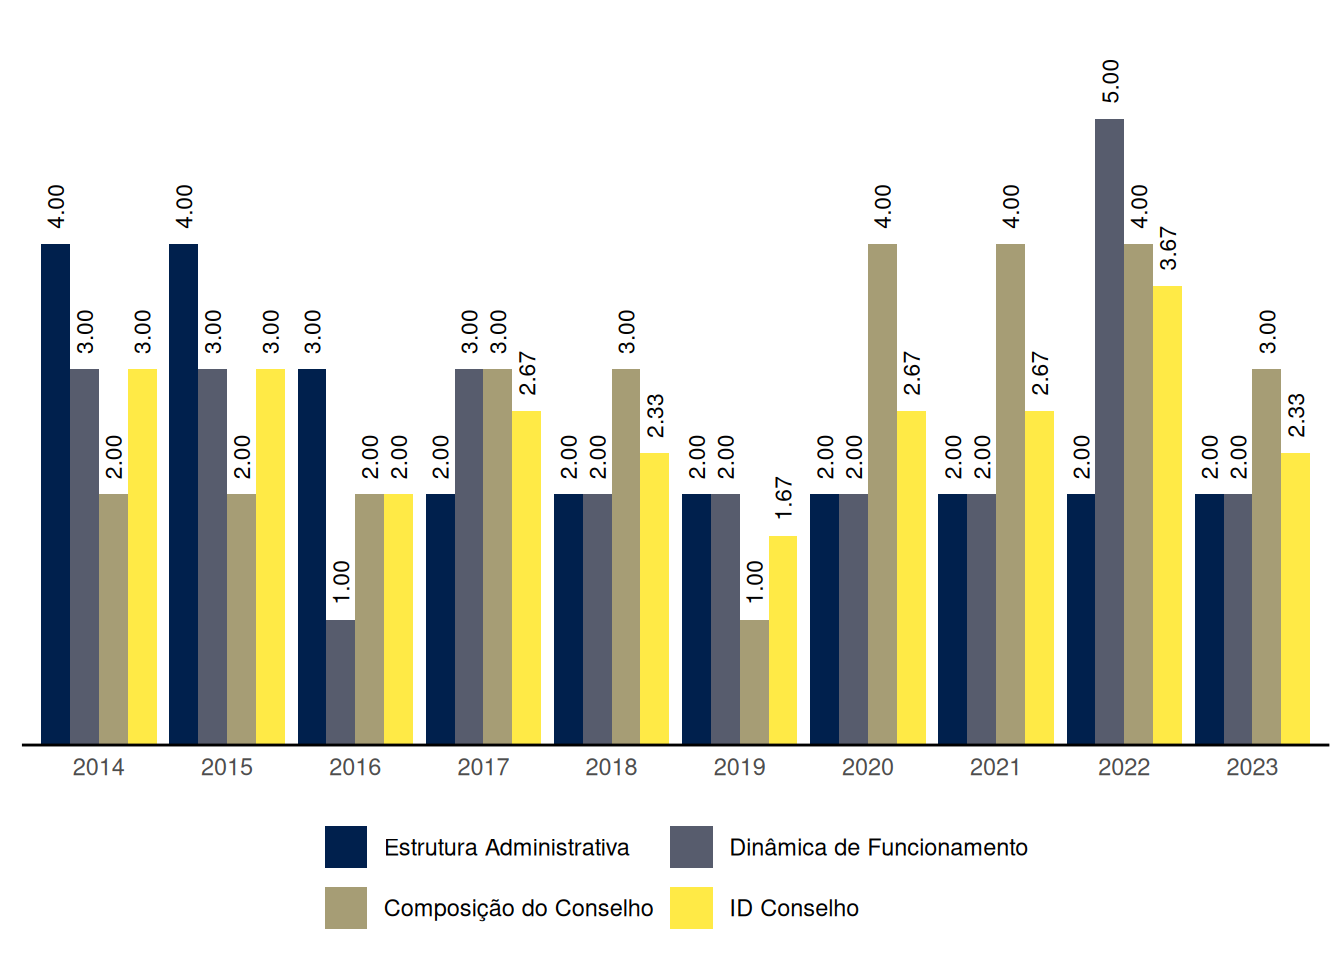 5.00
4.00 4.00 4.00 4.00 4.00
3.67
3.00 3.00 3.00 3.00 3.00 3.00 3.00 3.00 3.00
2.67 2.67 2.67
2.33 2.33
2.00 2.00 2.00 2.00 2.00 2.00 2.00 2.00 2.00 2.00 2.00 2.00 2.00 2.00 2.00 2.00
1.67
1.00 1.00
2014 2015 2016 2017 2018 2019 2020 2021 2022 2023
Estrutura Administrativa Dinâmica de Funcionamento
Composição do Conselho ID Conselho